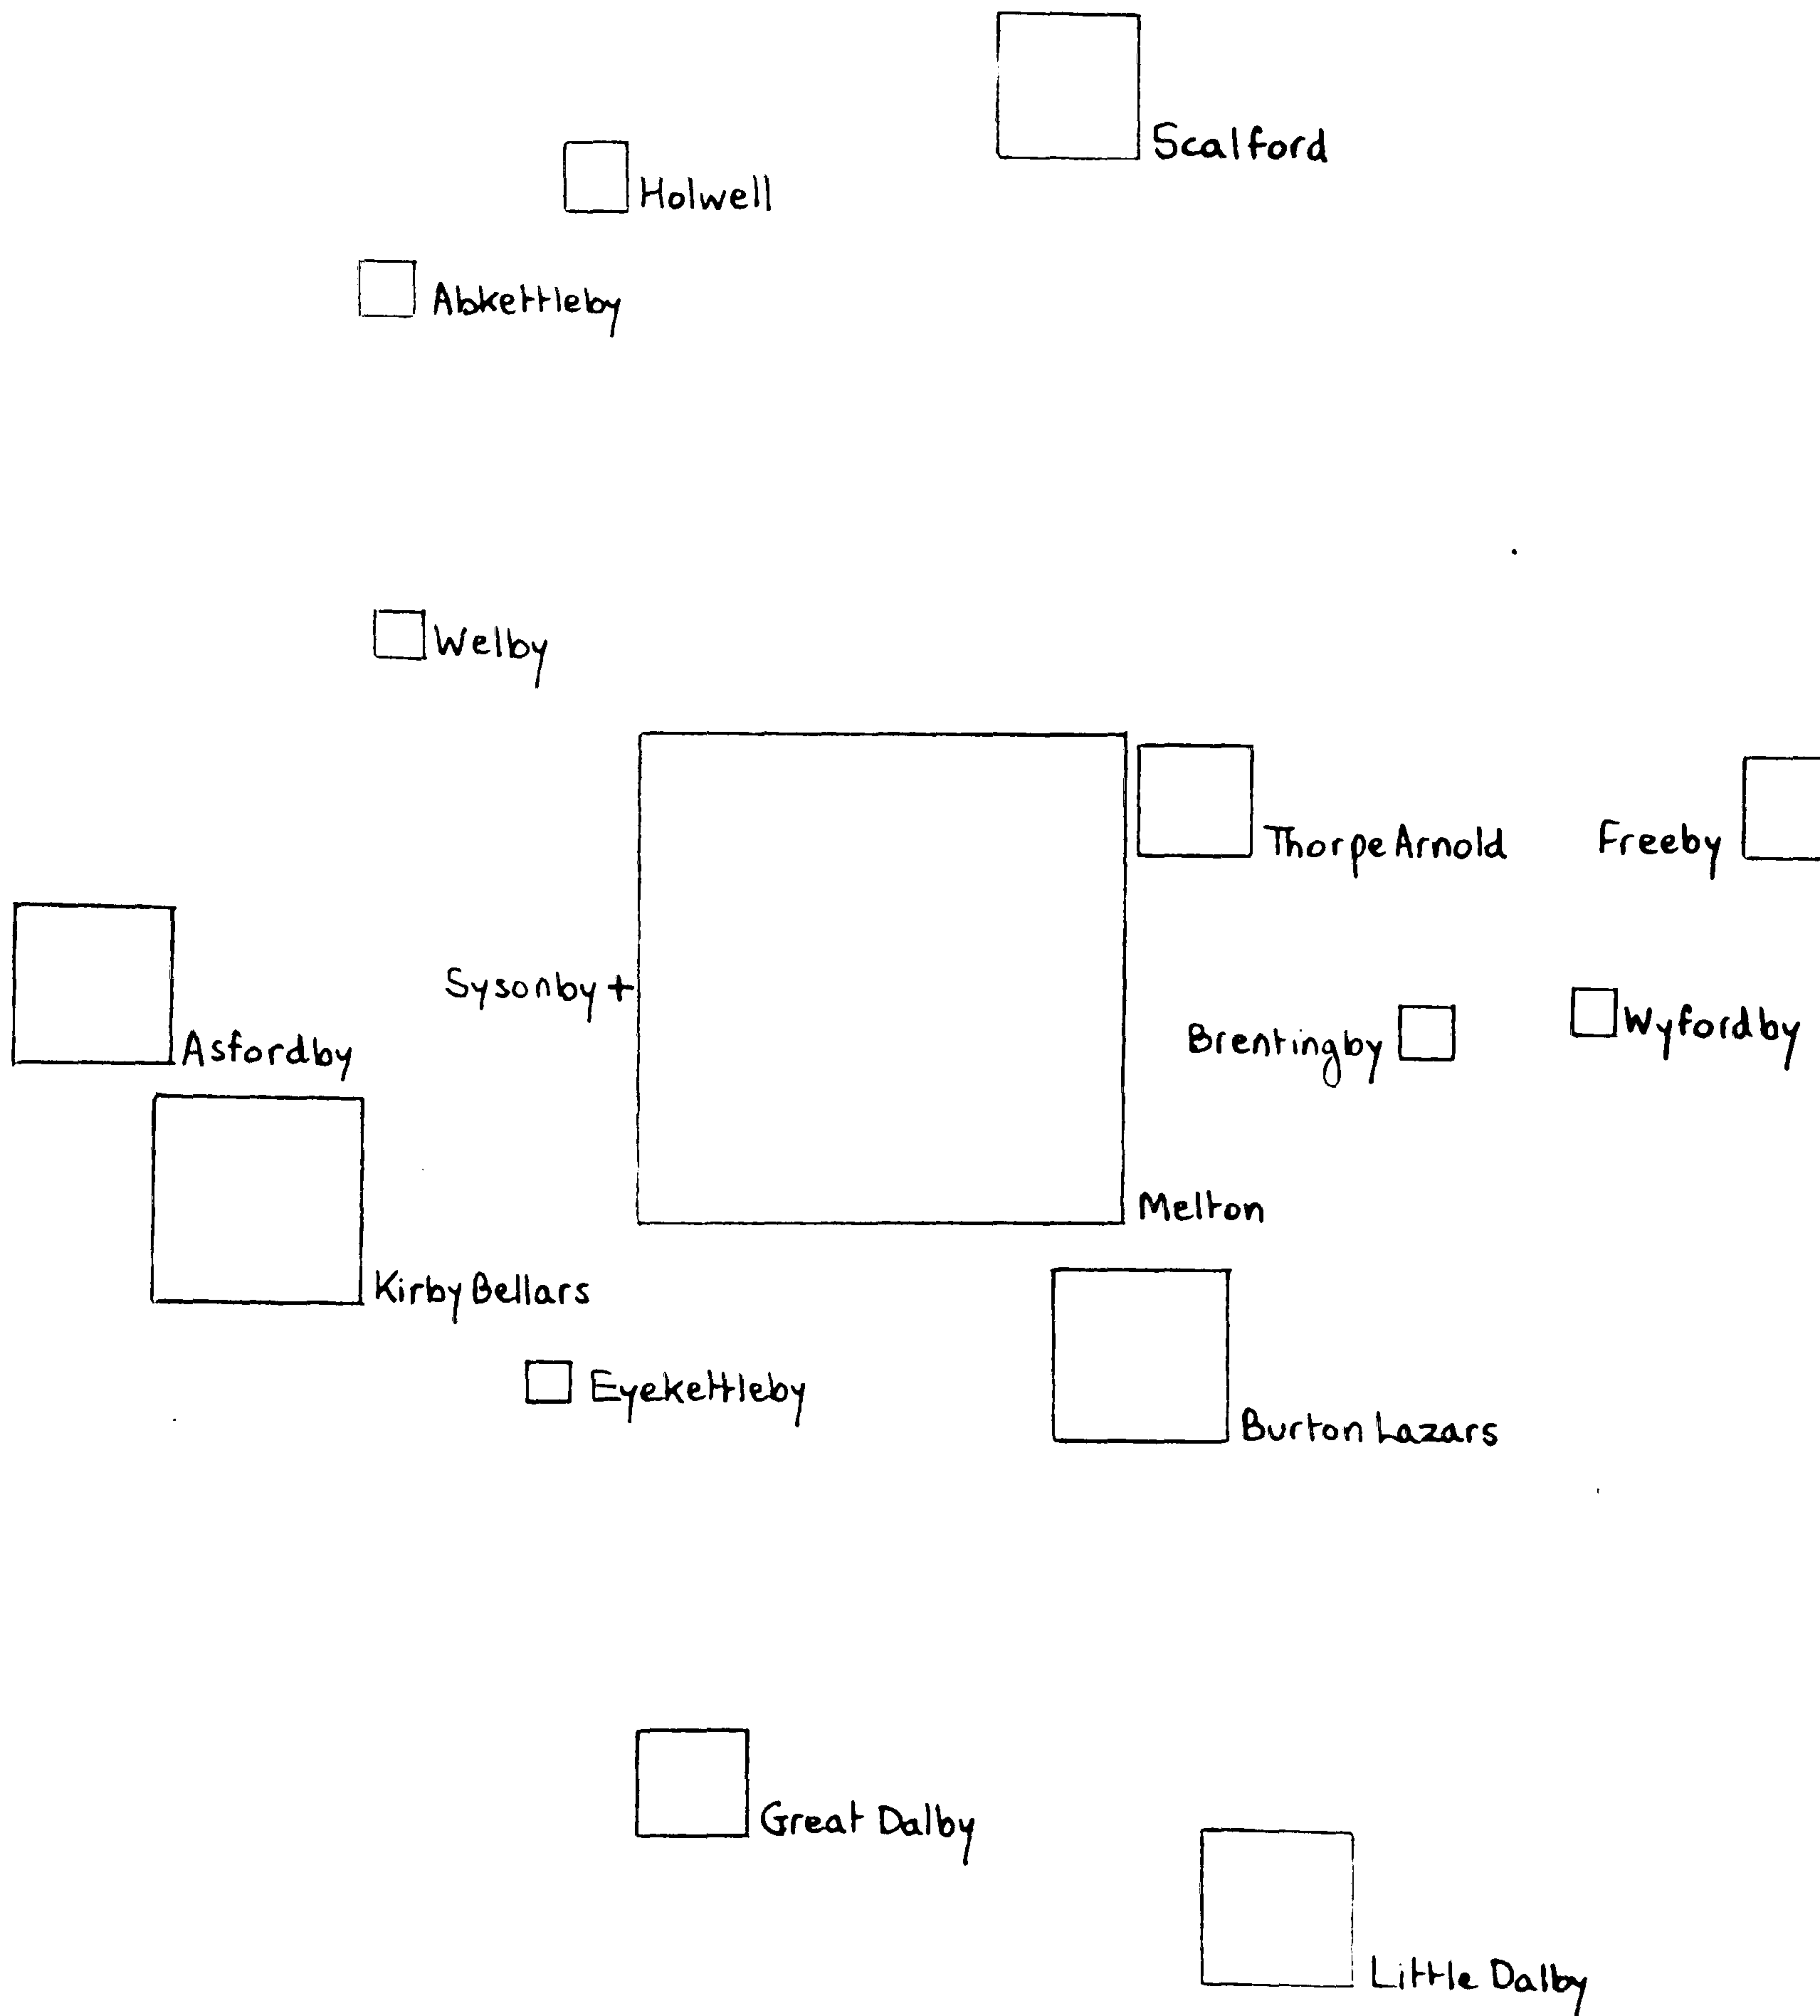 Scalford
Holwell
Abkettleby
Welby
Thorpe Arnold
Freeby
Sysonby +
Asfordby
Brentingby
Wyfordby
Melton
Kirby Bellars
Eyekettleby
Burton Lazars
Great Dalby
Little Dalby